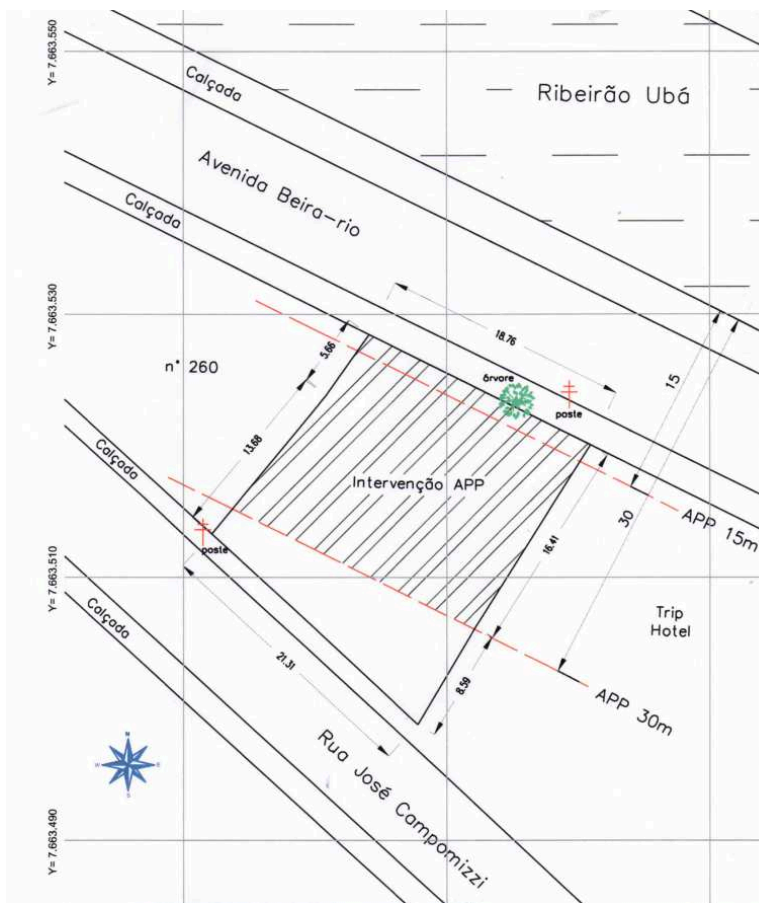 Y= 7.663.550
Calçada
Ribeirão Ubá
Avenida Beira-rio
Calçada
Y= 7.663.530
18.76
15
5.66
n° 260
árvore
poste
13.68
Intervenção APP
30
APP 15m
16.41
poste
Y= 7.663.510
Calçada
Calçada
Trip
Hotel
21.31
8.59
APP 30m
N
W
E
S
Rua José Campomizzi
Y= 7.663.490